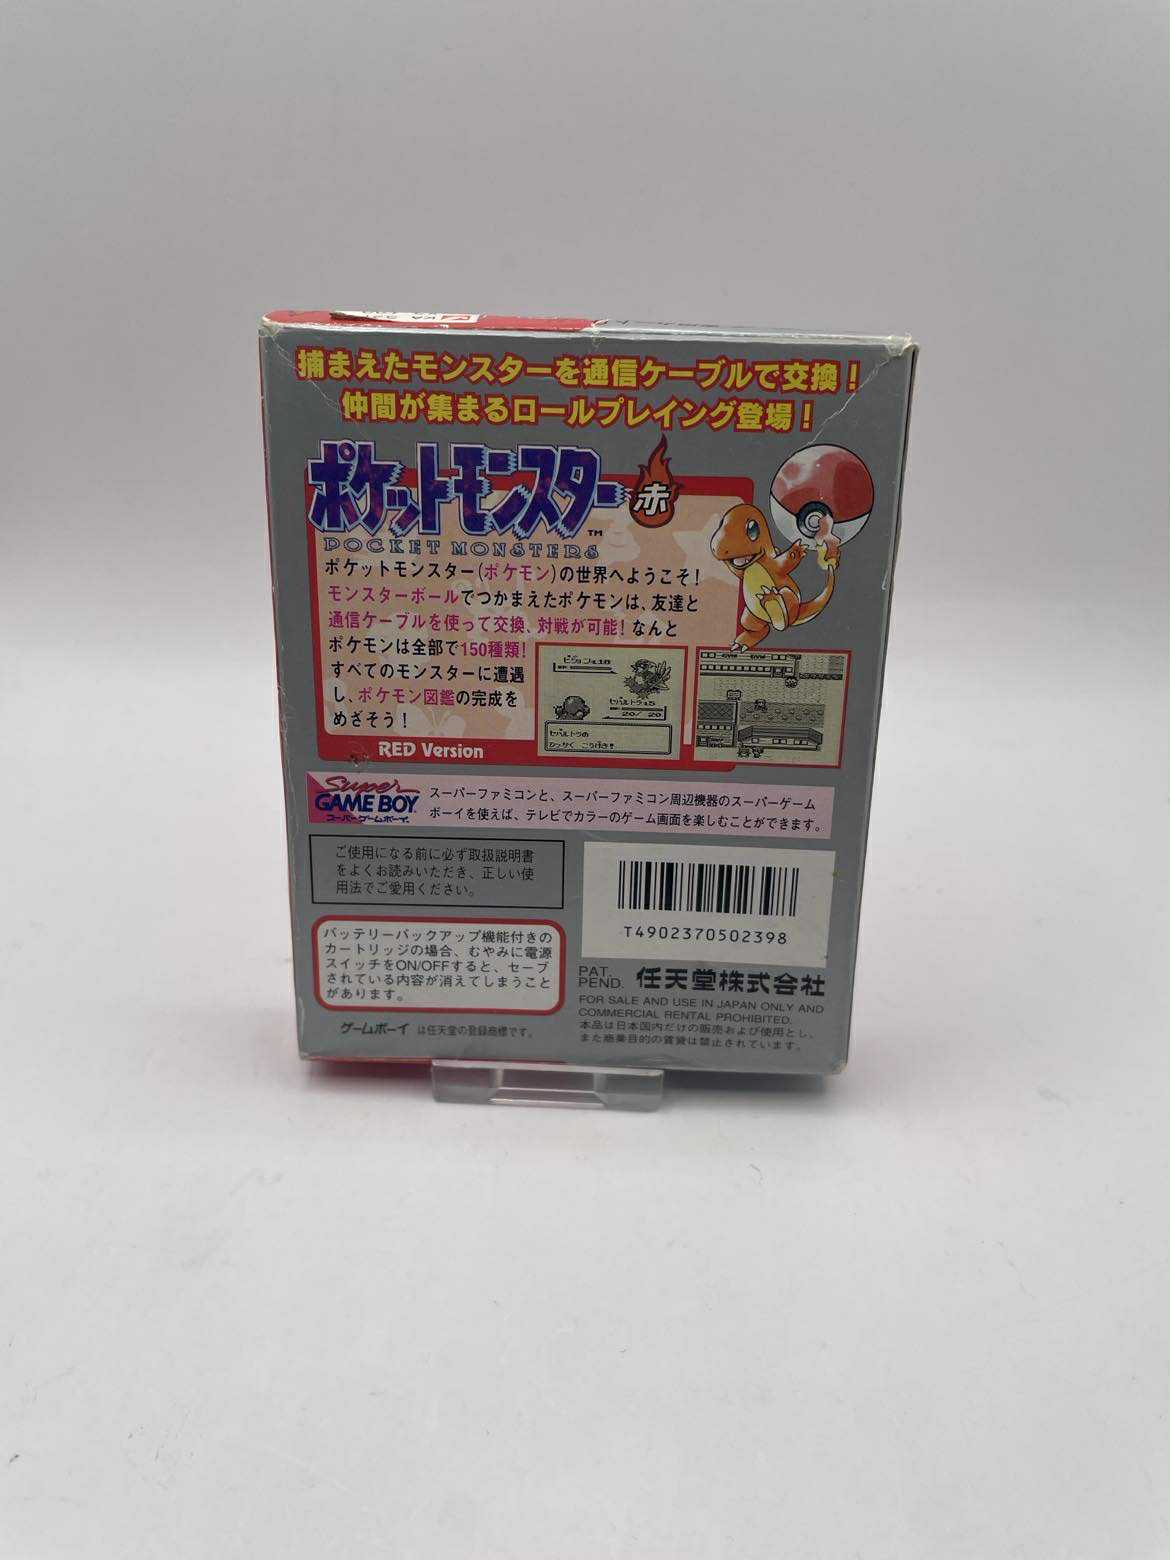 捕まえたモンスターを通信ケーブルで交換！
仲間が集まるロールプレイング登場！
ポケットモンスター 赤
TM
POCKET MONSTERS
ポケットモンスター(ポケモン)の世界へようこそ！
モンスターボールでつかまえたポケモンは、友達と
通信ケーブルを使って交換、対戦が可能！なんと
ポケモンは全部で150種類！
すべてのモンスターに遭遇
し、ポケモン図鑑の完成を
めざそう！
RED Version
20/ 20
ひっかく こうげき！
Super
GAME BOY
スーパーゲームボーイ
スーパーファミコンと、スーパーファミコン周辺機器のスーパーゲーム
ボーイを使えば、テレビでカラーのゲーム画面を楽しむことができます。
ご使用になる前に必ず取扱説明書
をよくお読みいただき、正しい使
用法でご愛用ください。
バッテリーバックアップ機能付きの
カートリッジの場合、むやみに電源
スイッチをON/OFFすると、セーブ
されている内容が消えてしまうこと
があります。
ゲームボーイ は任天堂の登録商標です。
T4902370502398
PAT.
PEND. 任天堂株式会社
FOR SALE AND USE IN JAPAN ONLY AND
COMMERCIAL RENTAL PROHIBITED.
本品は日本国内だけの販売および使用とし、
また商業目的の賃貸は禁止されています。